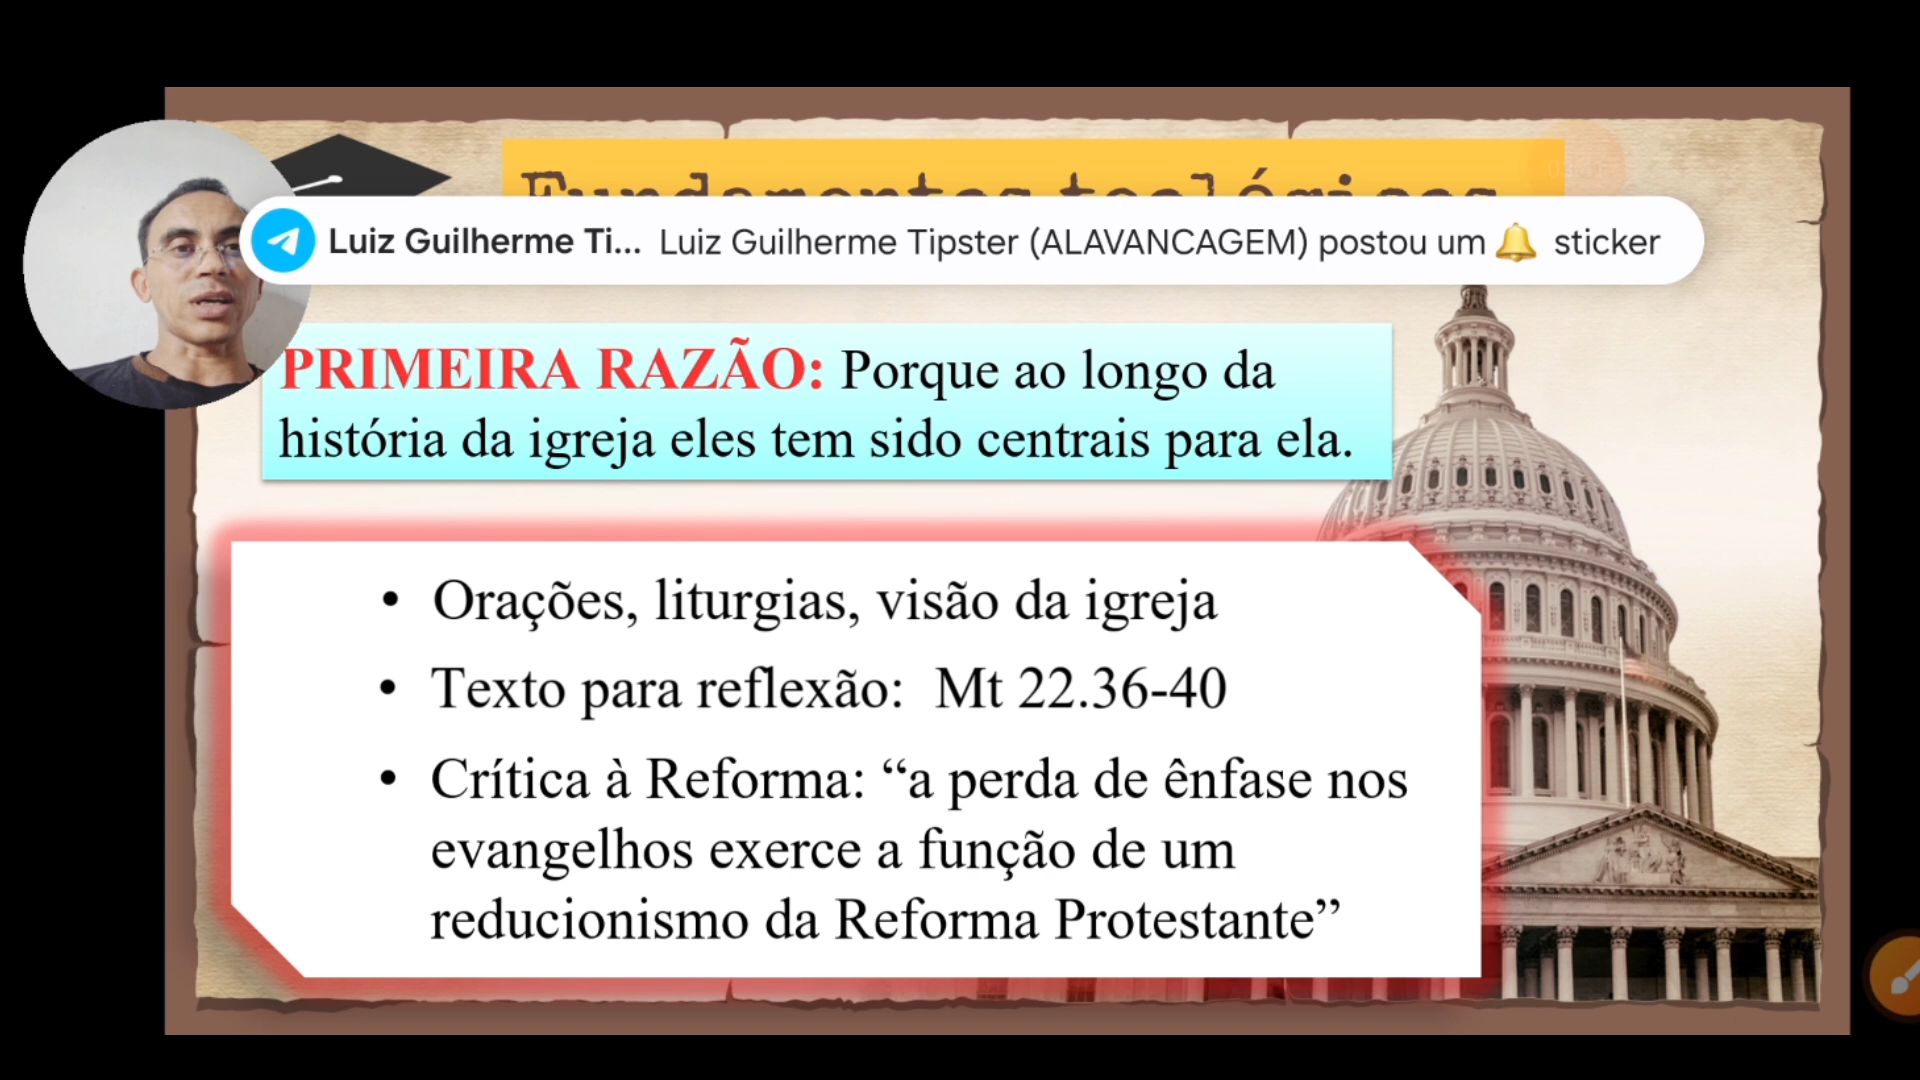 Fundamentos teológicos
Luiz Guilherme Ti... Luiz Guilherme Tipster (ALAVANCAGEM) postou um 🔔 sticker
PRIMEIRA RAZÃO: Porque ao longo da
história da igreja eles tem sido centrais para ela.
• Orações, liturgias, visão da igreja
• Texto para reflexão: Mt 22.36-40
• Crítica à Reforma: “a perda de ênfase nos
evangelhos exerce a função de um
reducionismo da Reforma Protestante”